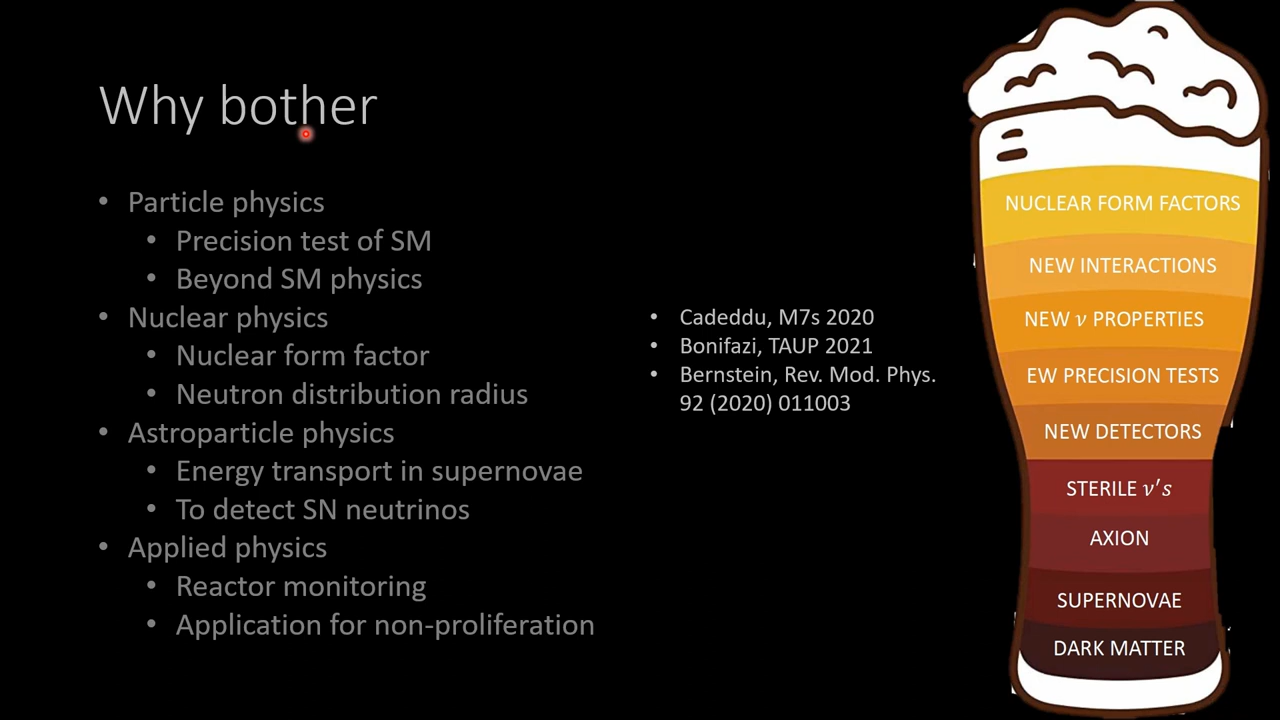 Why bother
• Particle physics
• Precision test of SM
• Beyond SM physics
• Nuclear physics
• Nuclear form factor
• Neutron distribution radius
• Astroparticle physics
• Energy transport in supernovae
• To detect SN neutrinos
• Applied physics
• Reactor monitoring
• Application for non-proliferation
• Cadeddu, M7s 2020
• Bonifazi, TAUP 2021
• Bernstein, Rev. Mod. Phys.
92 (2020) 011003
NUCLEAR FORM FACTORS
NEW INTERACTIONS
NEW ν PROPERTIES
EW PRECISION TESTS
NEW DETECTORS
STERILE ν's
AXION
SUPERNOVAE
DARK MATTER